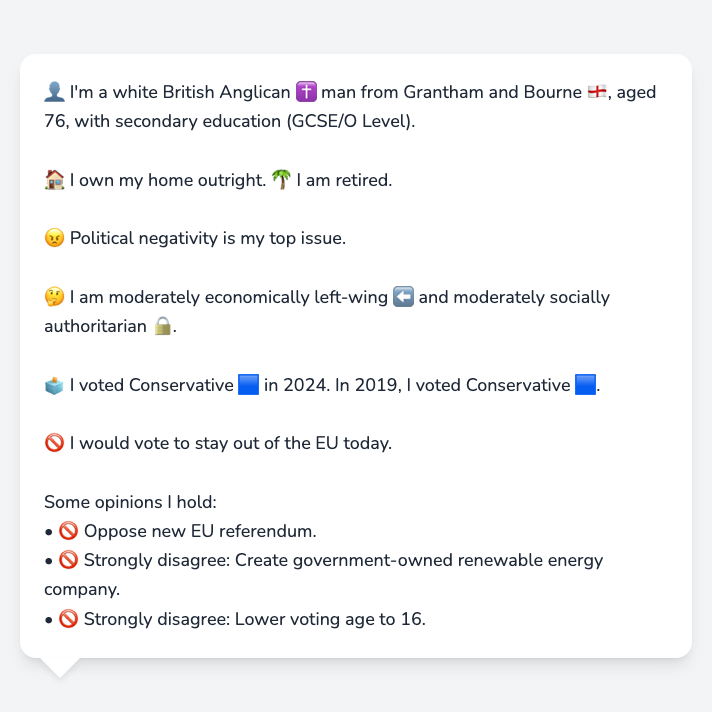 👤 I'm a white British Anglican ✝️ man from Grantham and Bourne 🏴󠁧󠁢󠁥󠁮󠁧󠁿, aged
76, with secondary education (GCSE/O Level).
🏠 I own my home outright. 🌴 I am retired.
😠 Political negativity is my top issue.
🤔 I am moderately economically left-wing ⬅️ and moderately socially
authoritarian 🔒.
🗳️ I voted Conservative 🟦 in 2024. In 2019, I voted Conservative 🟦.
🚫 I would vote to stay out of the EU today.
Some opinions I hold:
• 🚫 Oppose new EU referendum.
• 🚫 Strongly disagree: Create government-owned renewable energy
company.
• 🚫 Strongly disagree: Lower voting age to 16.